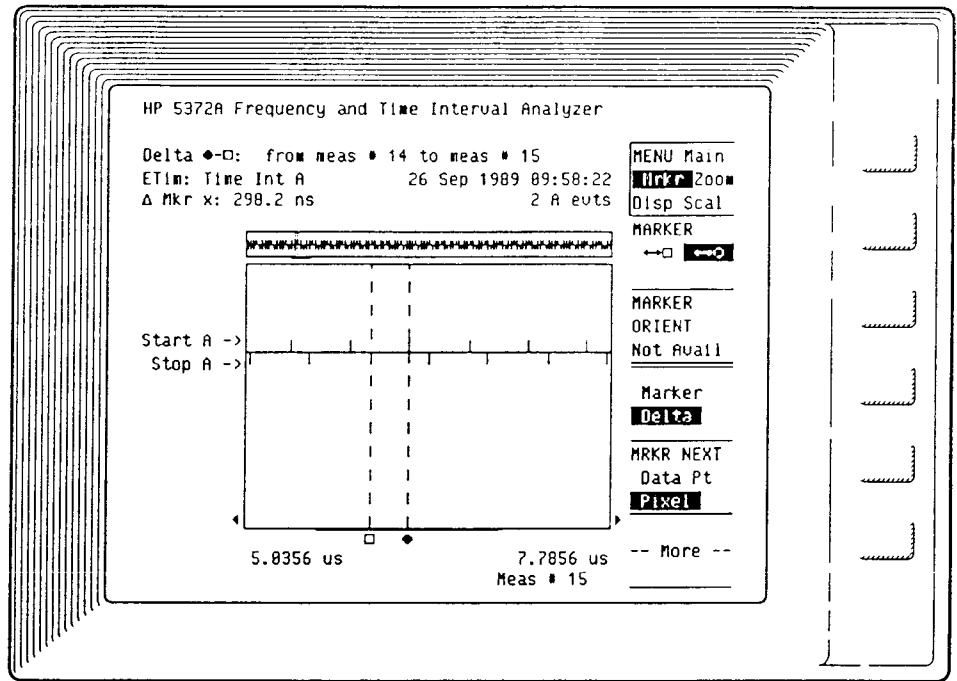 HP 5372A Frequency and Time Interval Analyzer
Delta ◆-□: from meas # 14 to meas # 15
ETim: Time Int A 26 Sep 1989 09:58:22
Δ Mkr x: 298.2 ns 2 A evts
MENU Main
Mrkr Zoom
Disp Scal
MARKER
↔□ ↔◇
MARKER
ORIENT
Not Avail
Start A ->
Stop A ->
Marker
Delta
MRKR NEXT
Data Pt
Pixel
-- More --
5.0356 us 7.7856 us
Meas # 15